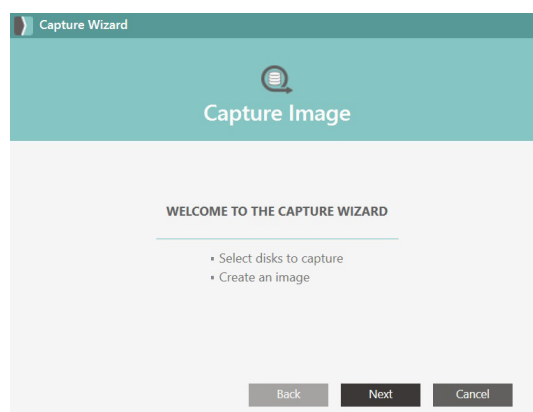 Capture Wizard
Capture Image
WELCOME TO THE CAPTURE WIZARD
▪ Select disks to capture
▪ Create an image
Back Next Cancel